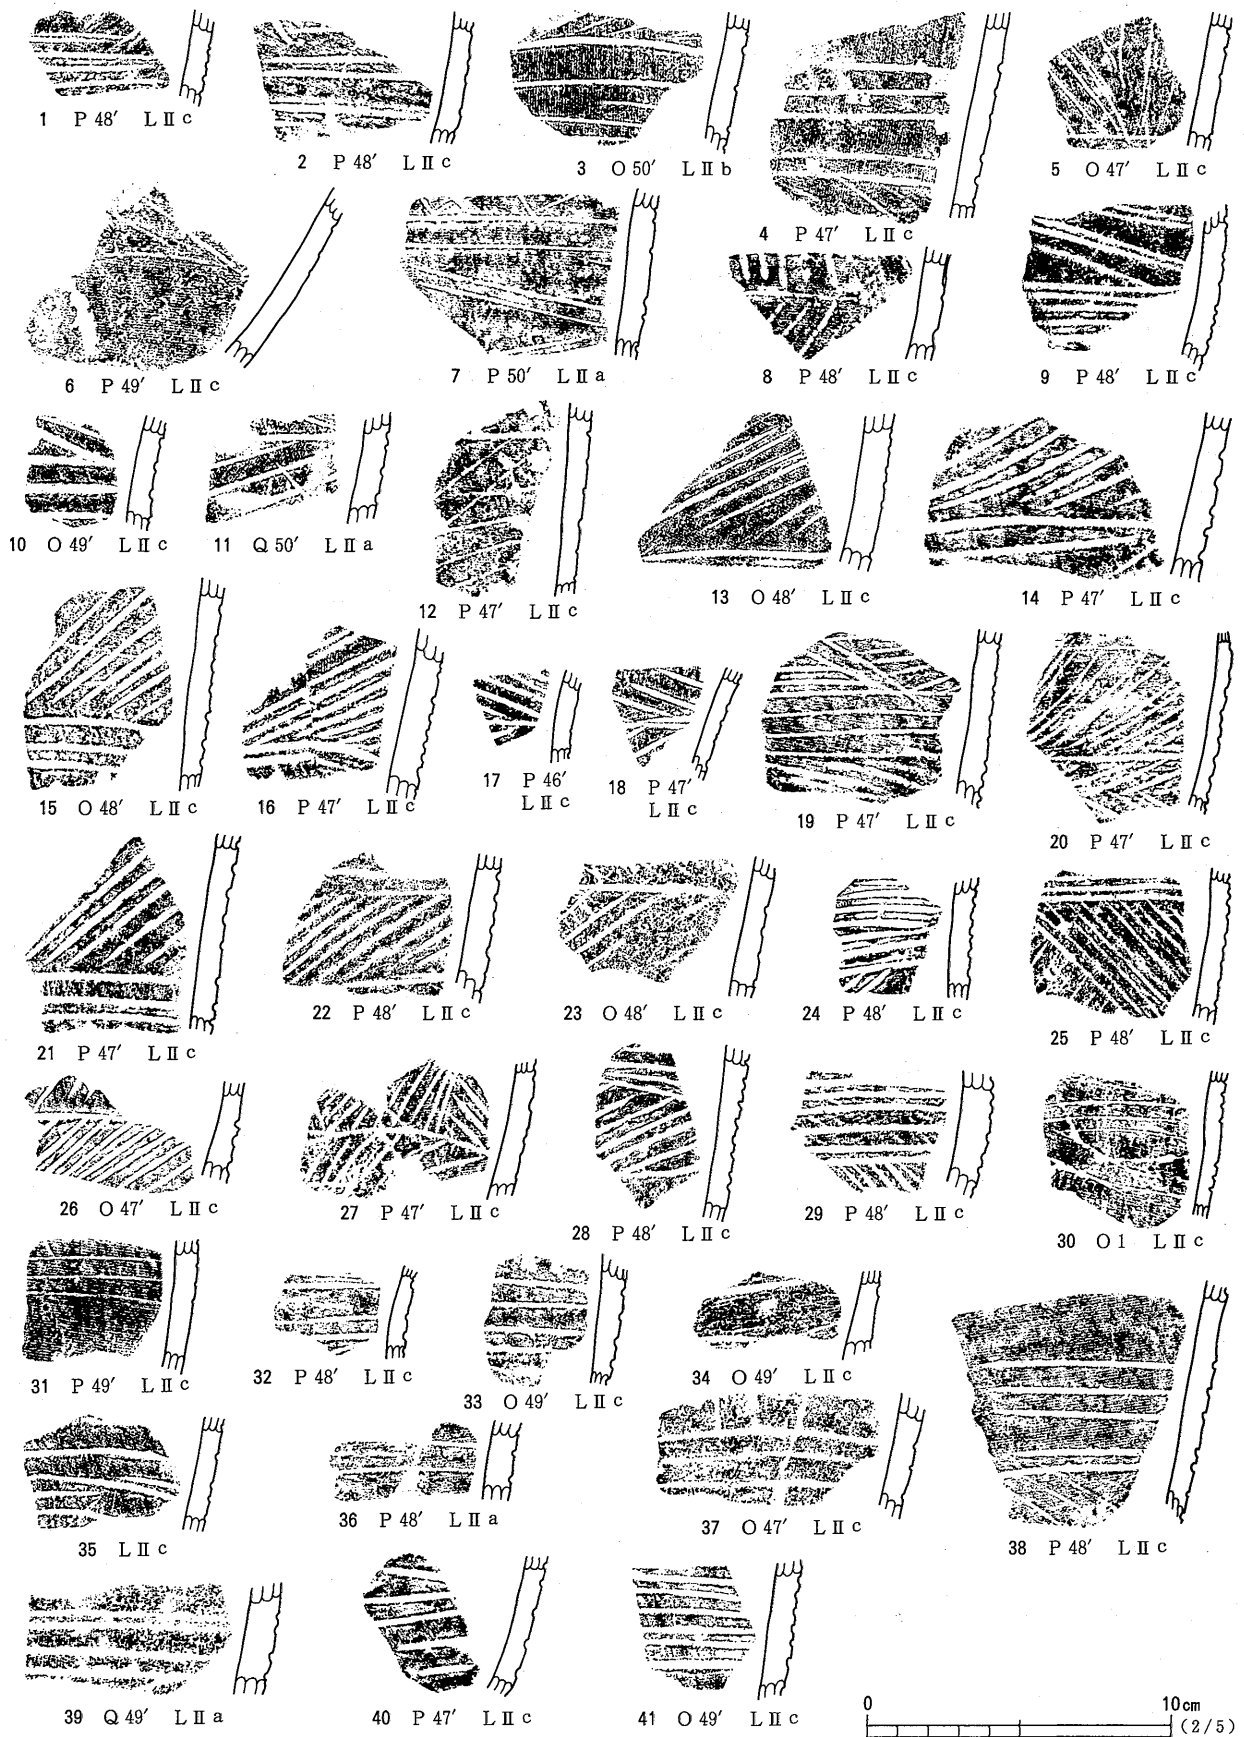 1 P 48′ L Ⅱ c
2 P 48′ L Ⅱ c
3 O 50′ L Ⅱ b
4 P 47′ L Ⅱ c
5 O 47′ L Ⅱ c
6 P 49′ L Ⅱ c
7 P 50′ L Ⅱ a
8 P 48′ L Ⅱ c
9 P 48′ L Ⅱ c
10 O 49′ L Ⅱ c
11 Q 50′ L Ⅱ a
12 P 47′ L Ⅱ c
13 O 48′ L Ⅱ c
14 P 47′ L Ⅱ c
15 O 48′ L Ⅱ c
16 P 47′ L Ⅱ c
17 P 46′
L Ⅱ c
18 P 47′
L Ⅱ c
19 P 47′ L Ⅱ c
20 P 47′ L Ⅱ c
21 P 47′ L Ⅱ c
22 P 48′ L Ⅱ c
23 O 48′ L Ⅱ c
24 P 48′ L Ⅱ c
25 P 48′ L Ⅱ c
26 O 47′ L Ⅱ c
27 P 47′ L Ⅱ c
28 P 48′ L Ⅱ c
29 P 48′ L Ⅱ c
30 O 1 L Ⅱ c
31 P 49′ L Ⅱ c
32 P 48′ L Ⅱ c
33 O 49′ L Ⅱ c
34 O 49′ L Ⅱ c
35 L Ⅱ c
36 P 48′ L Ⅱ a
37 O 47′ L Ⅱ c
38 P 48′ L Ⅱ c
39 Q 49′ L Ⅱ a
40 P 47′ L Ⅱ c
41 O 49′ L Ⅱ c
0 10cm
(2/5)